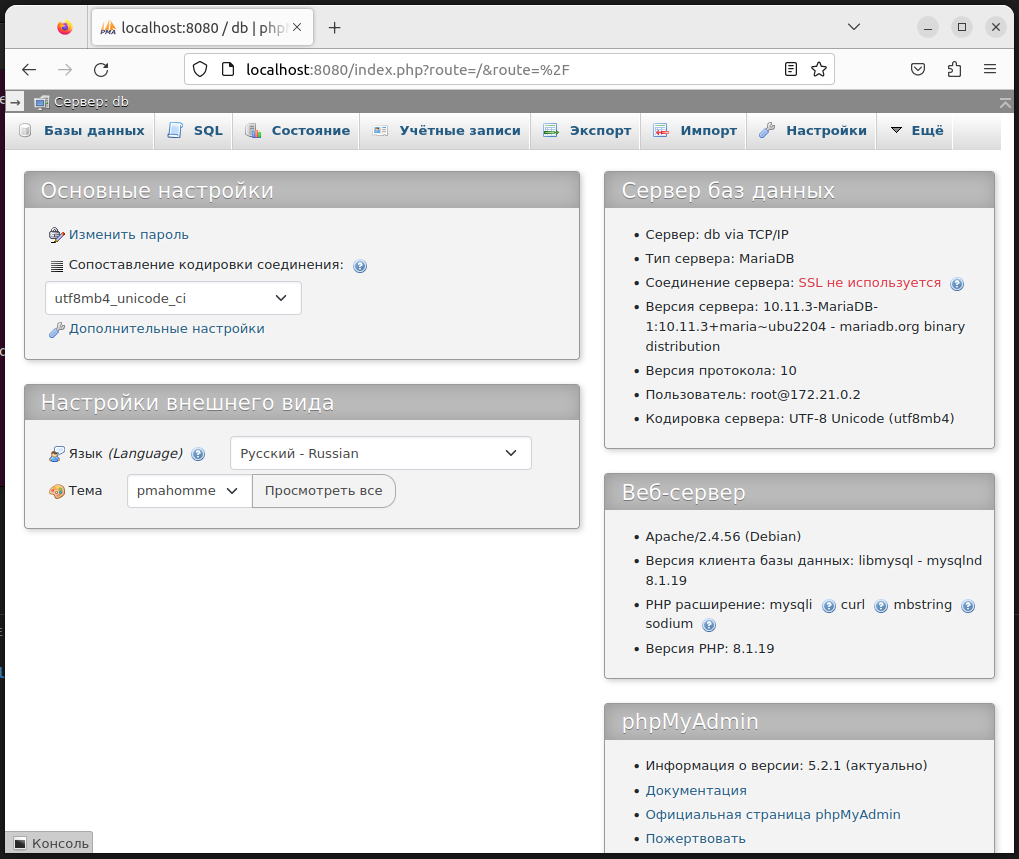 localhost:8080 / db | php
localhost:8080/index.php?route=/&route=%2F
Сервер: db
Базы данных
SQL
Состояние
Учётные записи
Экспорт
Импорт
Настройки
Ещё
Основные настройки
Изменить пароль
Сопоставление кодировки соединения:
utf8mb4_unicode_ci
Дополнительные настройки
Настройки внешнего вида
Язык (Language)
Русский - Russian
Тема
pmahomme
Просмотреть все
Сервер баз данных
Сервер: db via TCP/IP
Тип сервера: MariaDB
Соединение сервера: SSL не используется
Версия сервера: 10.11.3-MariaDB-
1:10.11.3+maria~ubu2204 - mariadb.org binary
distribution
Версия протокола: 10
Пользователь: root@172.21.0.2
Кодировка сервера: UTF-8 Unicode (utf8mb4)
Веб-сервер
Apache/2.4.56 (Debian)
Версия клиента базы данных: libmysql - mysqlnd
8.1.19
PHP расширение: mysqli curl mbstring
sodium
Версия PHP: 8.1.19
phpMyAdmin
Информация о версии: 5.2.1 (актуально)
Документация
Официальная страница phpMyAdmin
Пожертвовать
Консоль